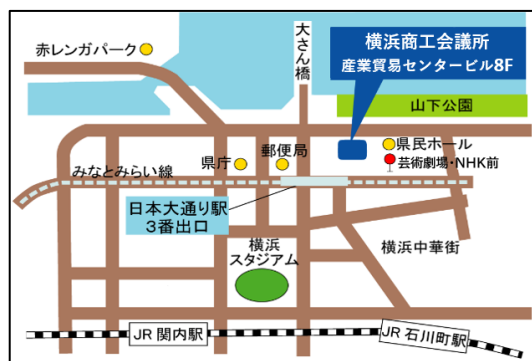 赤レンガパーク
大さん橋
横浜商工会議所
産業貿易センタービル8F
山下公園
県庁
郵便局
県民ホール
芸術劇場・NHK前
みなとみらい線
日本大通り駅
3番出口
横浜
スタジアム
横浜中華街
JR 関内駅
JR 石川町駅